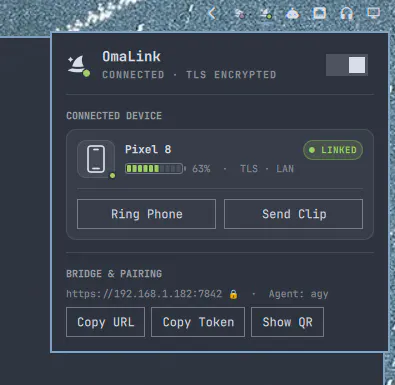 OmaLink
CONNECTED · TLS ENCRYPTED
CONNECTED DEVICE
Pixel 8
LINKED
63% · TLS · LAN
Ring Phone
Send Clip
BRIDGE & PAIRING
https://192.168.1.182:7842 🔒 · Agent: agy
Copy URL
Copy Token
Show QR